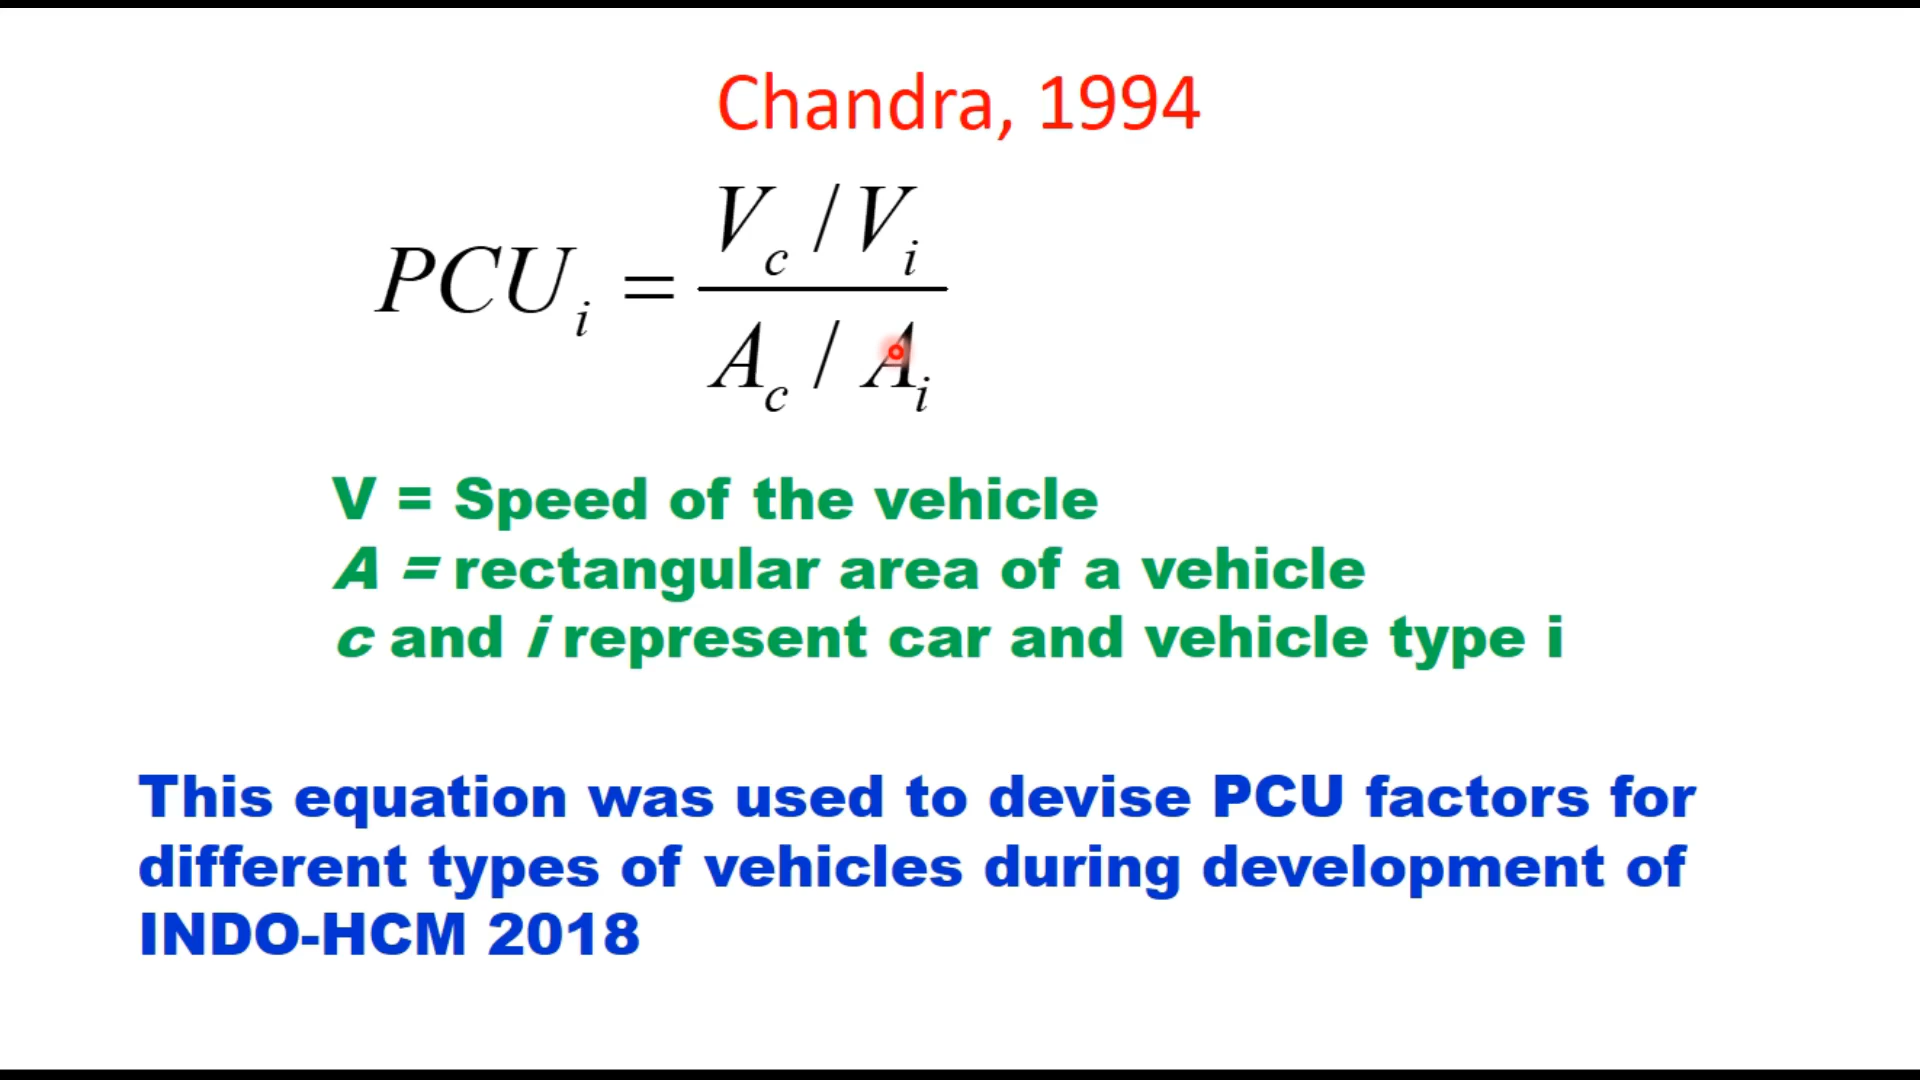 Chandra, 1994
PCU_i = (V_c / V_i) / (A_c / A_i)
V = Speed of the vehicle
A = rectangular area of a vehicle
c and i represent car and vehicle type i
This equation was used to devise PCU factors for
different types of vehicles during development of
INDO-HCM 2018